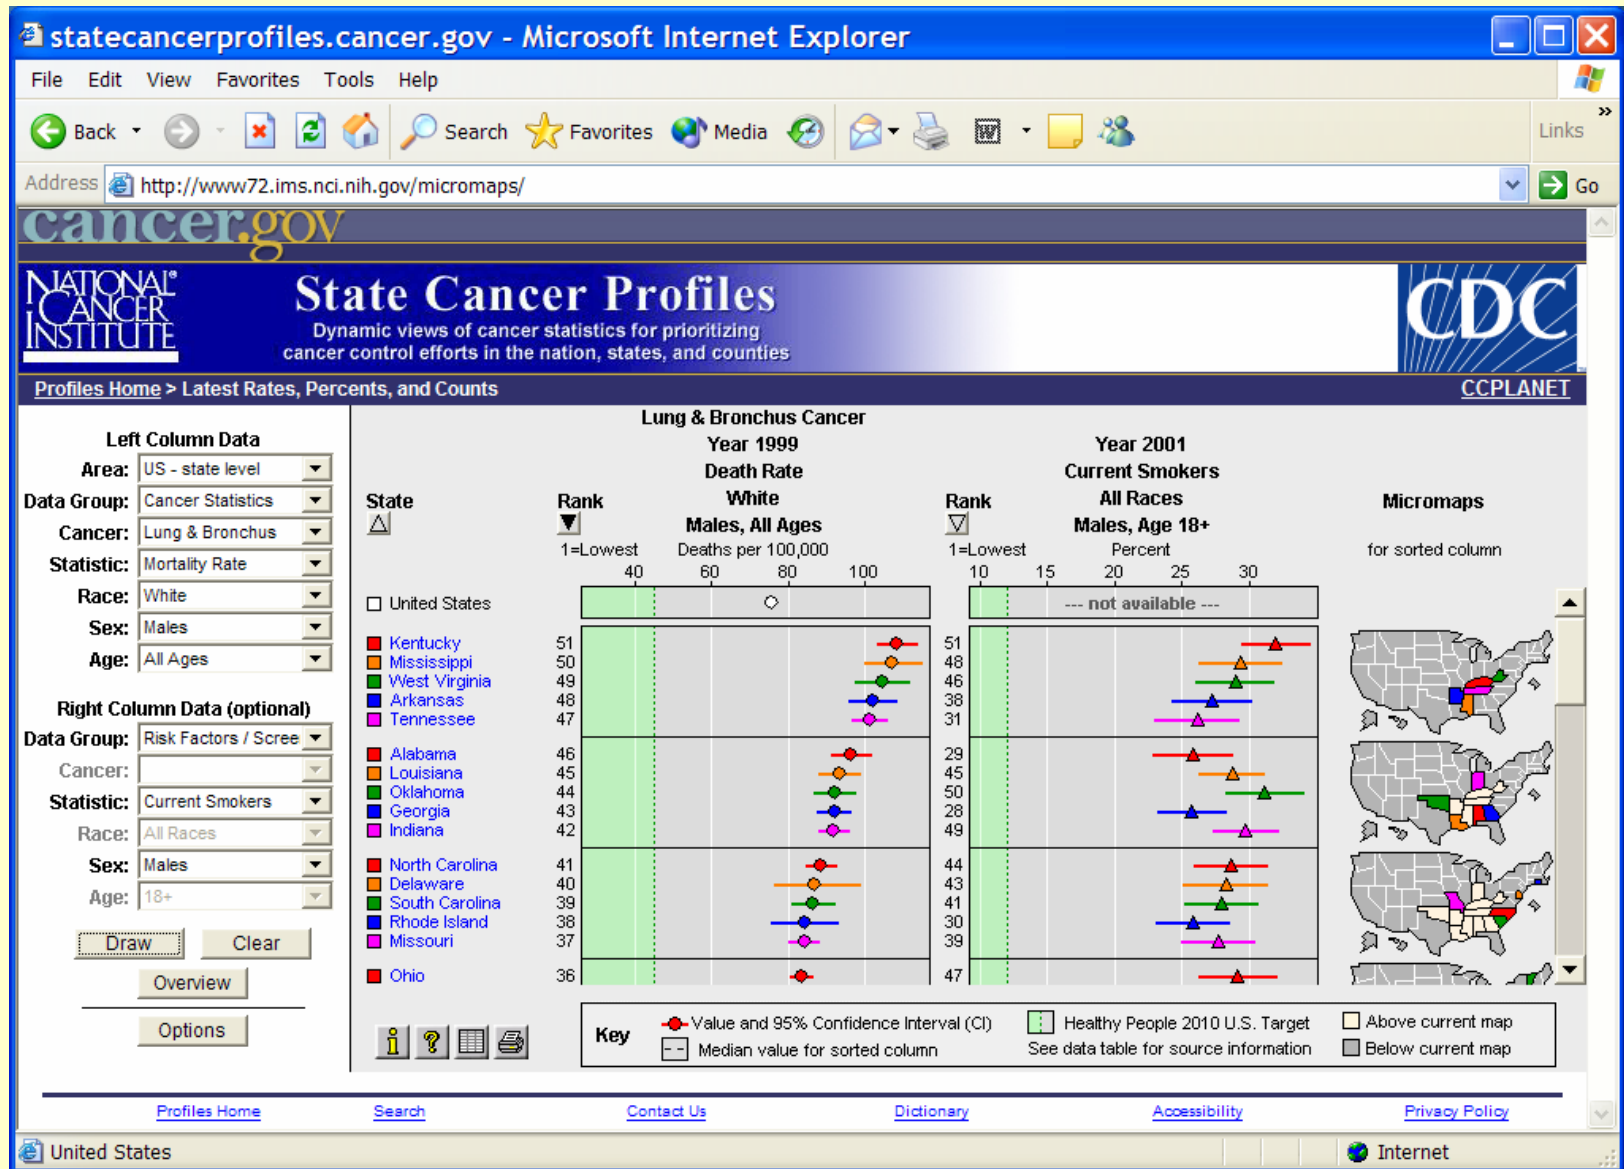 statecancerprofiles.cancer.gov - Microsoft Internet Explorer
File Edit View Favorites Tools Help
Back Search Favorites Media Links »
Address http://www72.ims.nci.nih.gov/micromaps/ Go
cancer.gov
NATIONAL® CANCER INSTITUTE
State Cancer Profiles
Dynamic views of cancer statistics for prioritizing
cancer control efforts in the nation, states, and counties
CDC
Profiles Home > Latest Rates, Percents, and Counts CCPLANET
Left Column Data
Area: US - state level
Data Group: Cancer Statistics
Cancer: Lung & Bronchus
Statistic: Mortality Rate
Race: White
Sex: Males
Age: All Ages
Right Column Data (optional)
Data Group: Risk Factors / Scree
Cancer:
Statistic: Current Smokers
Race: All Races
Sex: Males
Age: 18+
Draw Clear
Overview
Options
Lung & Bronchus Cancer
Year 1999 Year 2001
Death Rate Current Smokers
State Rank White Rank All Races Micromaps
Males, All Ages Males, Age 18+
1=Lowest Deaths per 100,000 1=Lowest Percent for sorted column
40 60 80 100 10 15 20 25 30
United States --- not available ---
Kentucky 51 51
Mississippi 50 48
West Virginia 49 46
Arkansas 48 38
Tennessee 47 31
Alabama 46 29
Louisiana 45 45
Oklahoma 44 50
Georgia 43 28
Indiana 42 49
North Carolina 41 44
Delaware 40 43
South Carolina 39 41
Rhode Island 38 30
Missouri 37 39
Ohio 36 47
i ?
Key Value and 95% Confidence Interval (CI) Healthy People 2010 U.S. Target Above current map
Median value for sorted column See data table for source information Below current map
Profiles Home Search Contact Us Dictionary Accessibility Privacy Policy
United States Internet